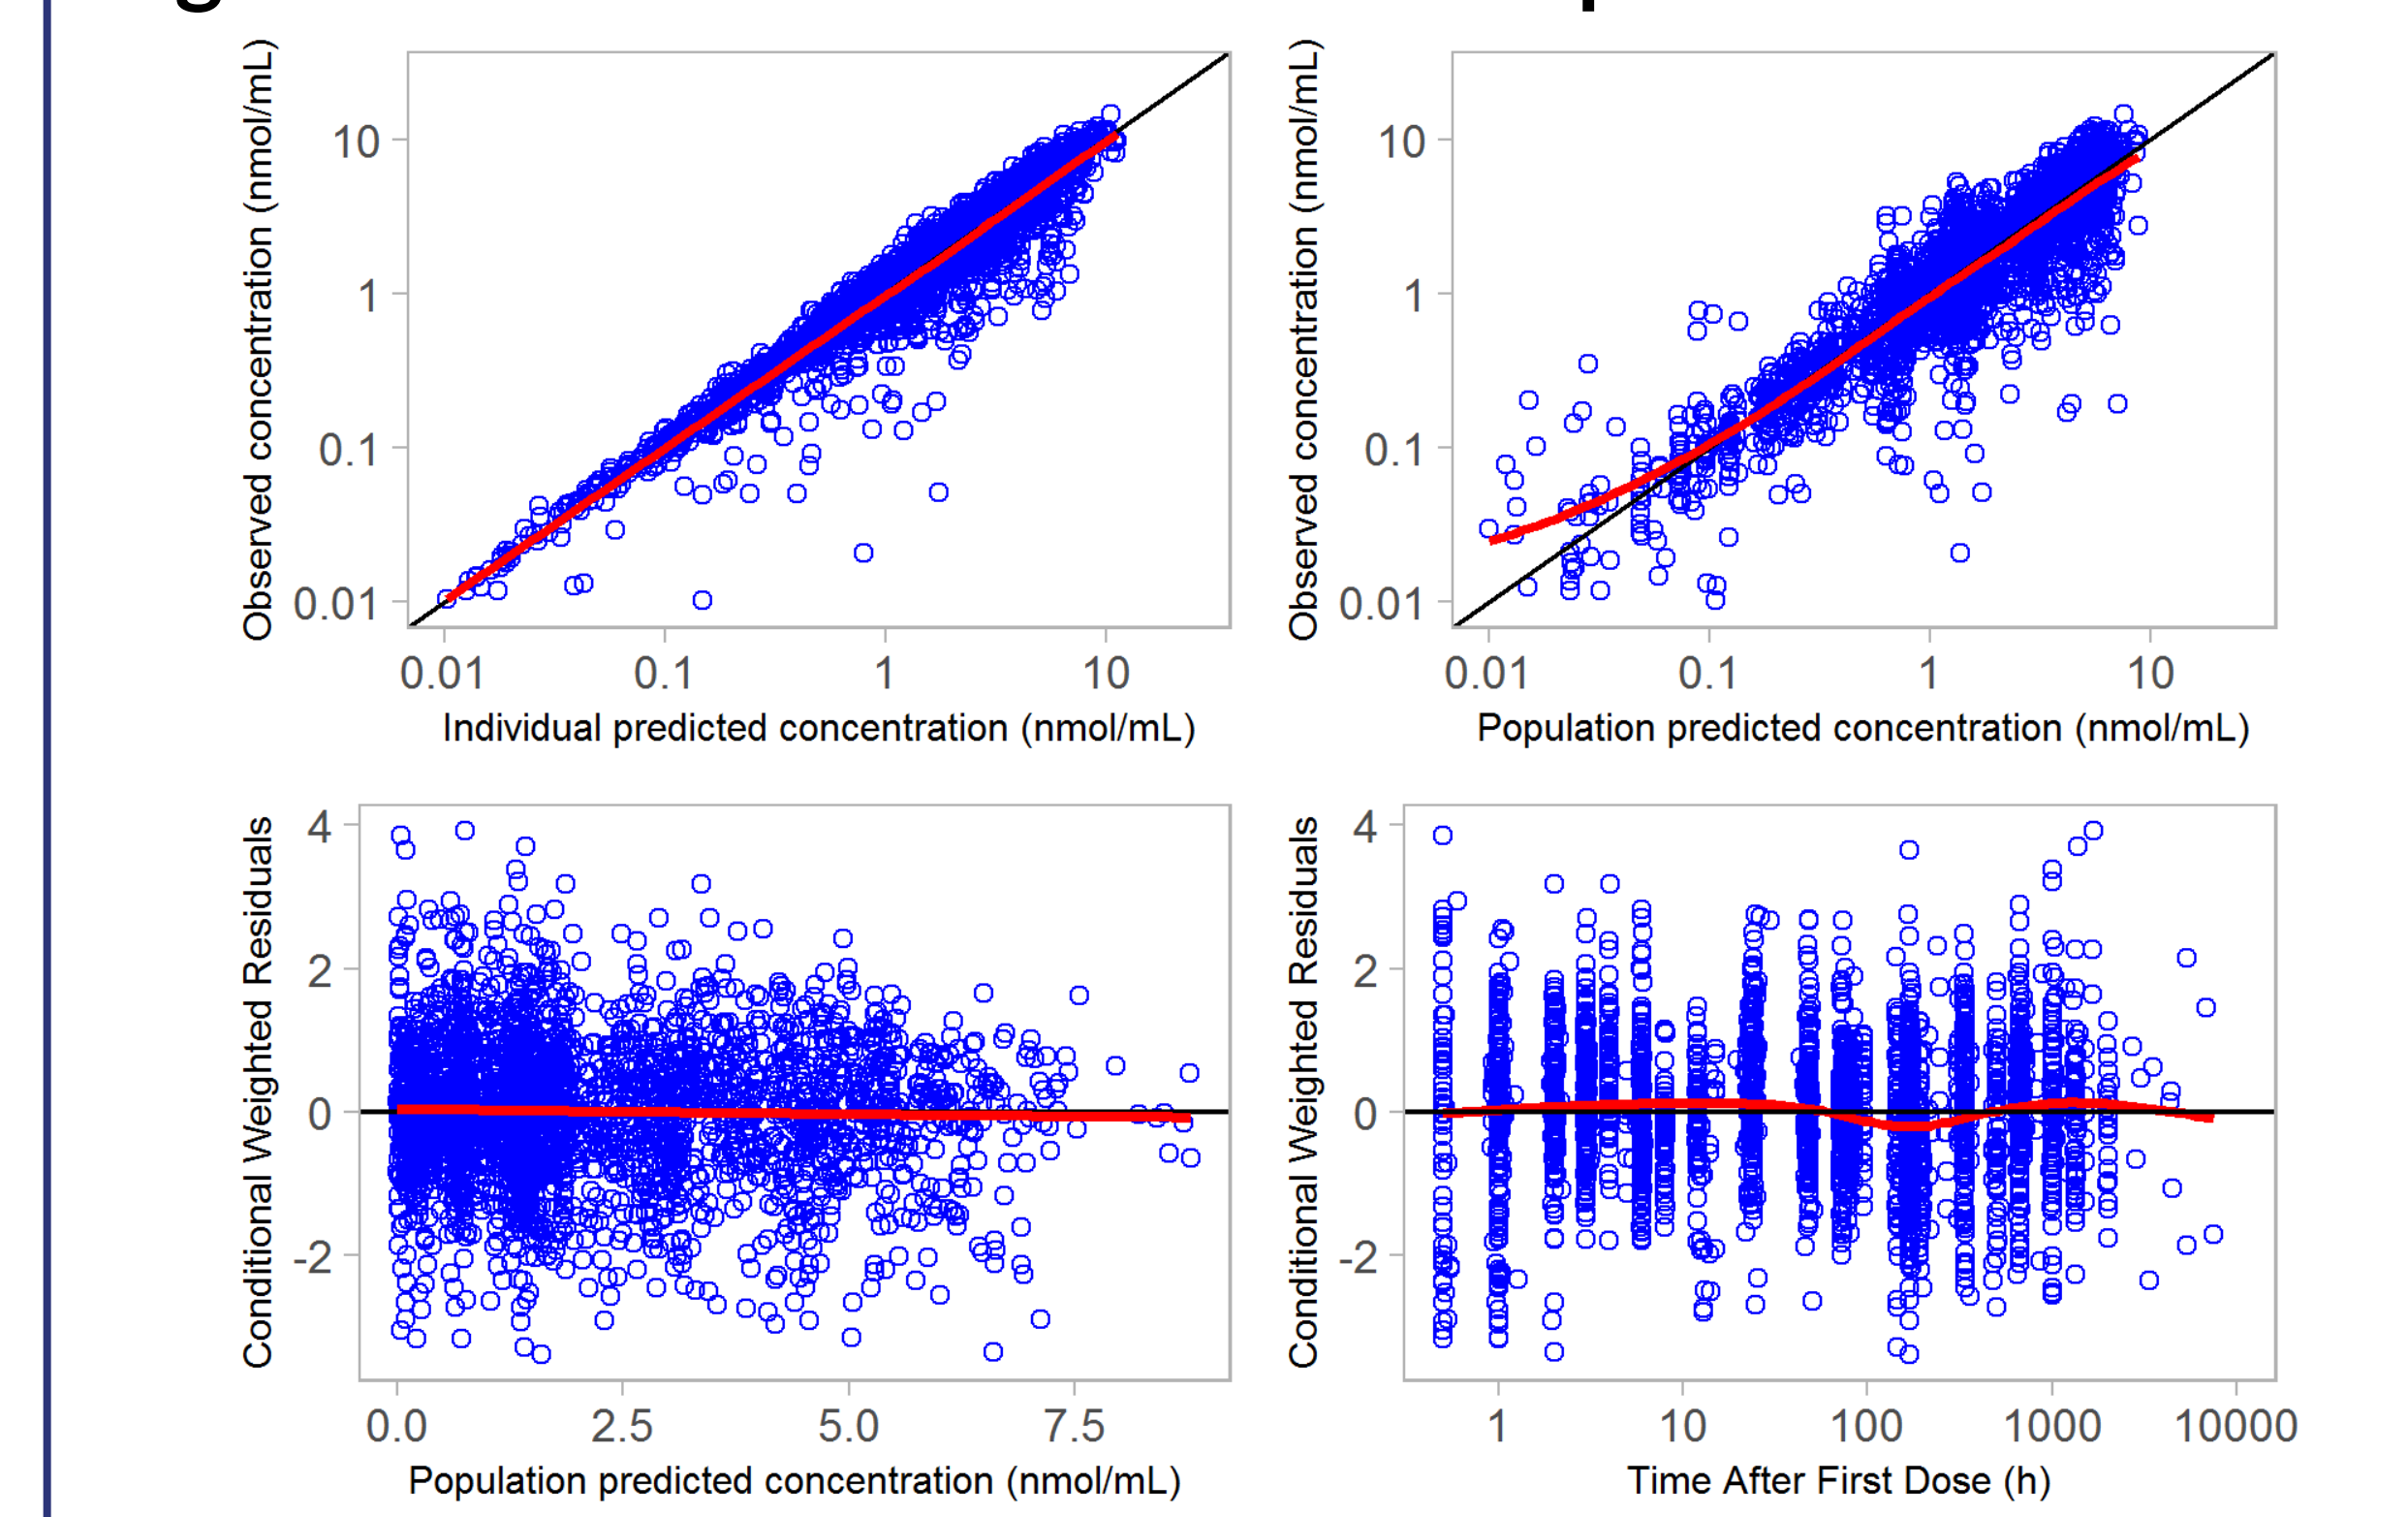 Observed concentration (nmol/mL)
10
1
0.1
0.01
0.01 0.1 1 10
Individual predicted concentration (nmol/mL)
Observed concentration (nmol/mL)
10
1
0.1
0.01
0.01 0.1 1 10
Population predicted concentration (nmol/mL)
Conditional Weighted Residuals
4
2
0
-2
0.0 2.5 5.0 7.5
Population predicted concentration (nmol/mL)
Conditional Weighted Residuals
4
2
0
-2
1 10 100 1000 10000
Time After First Dose (h)